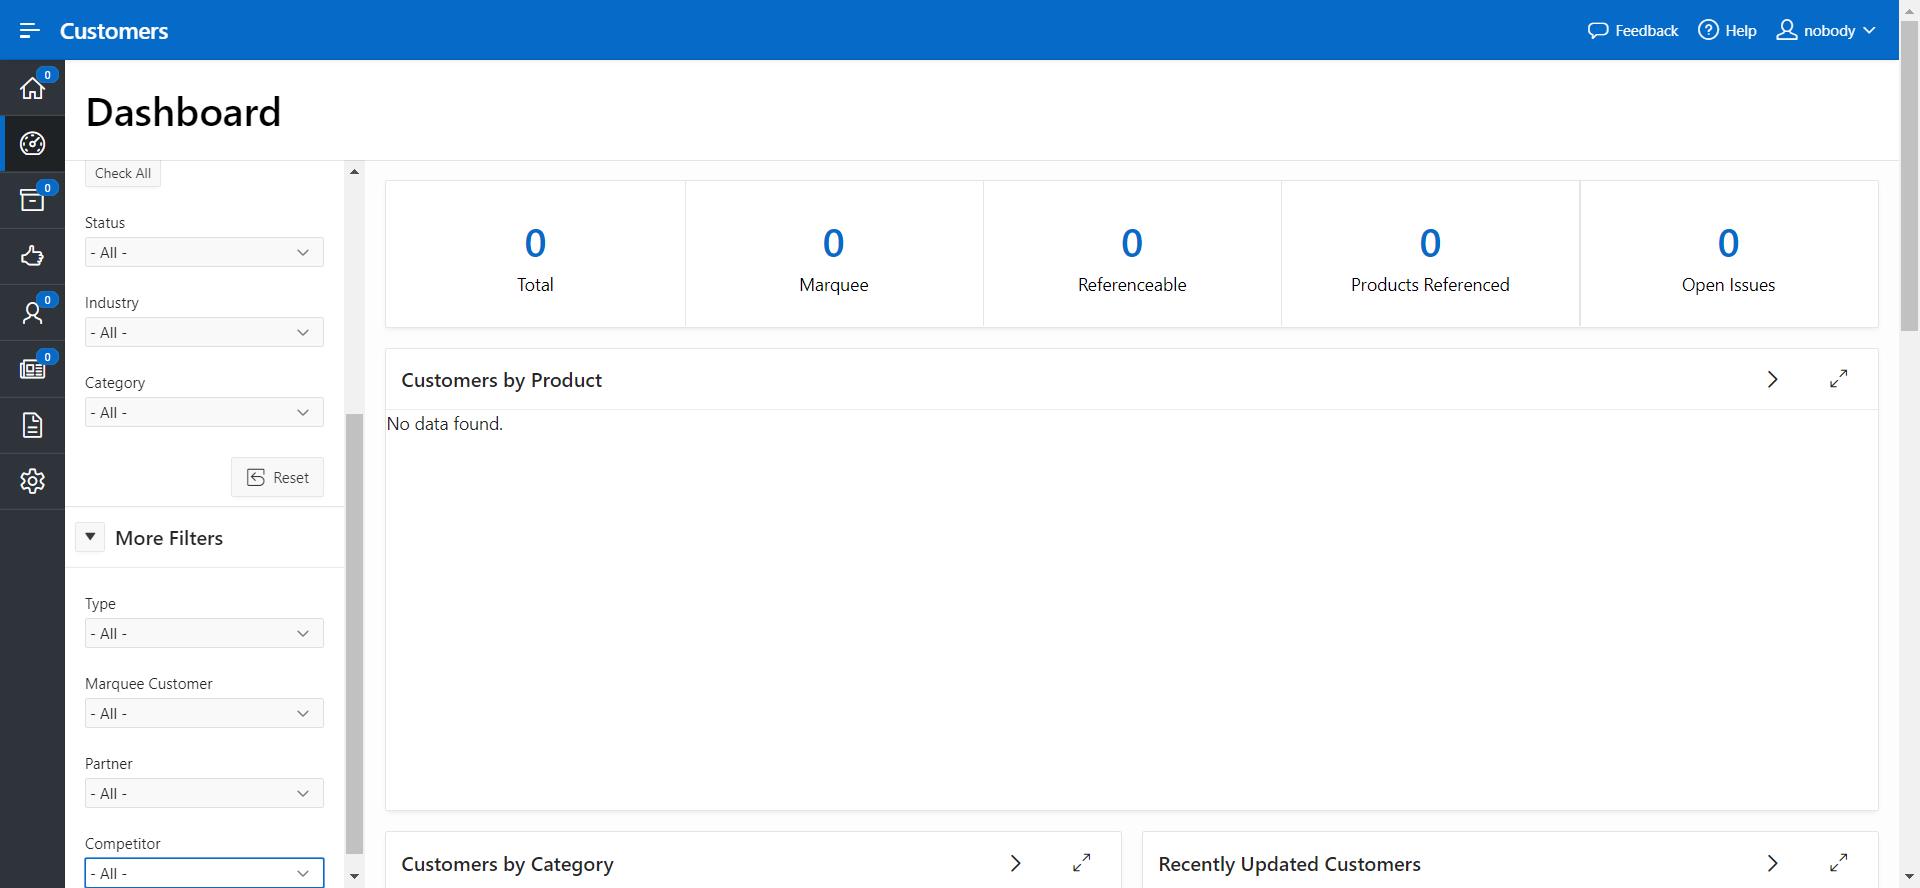 Customers
Feedback
Help
nobody
0
Dashboard
0
0
0
Check All
Status
- All -
Industry
- All -
Category
- All -
Reset
More Filters
Type
- All -
Marquee Customer
- All -
Partner
- All -
Competitor
- All -
0
Total
0
Marquee
0
Referenceable
0
Products Referenced
0
Open Issues
Customers by Product
No data found.
Customers by Category
Recently Updated Customers